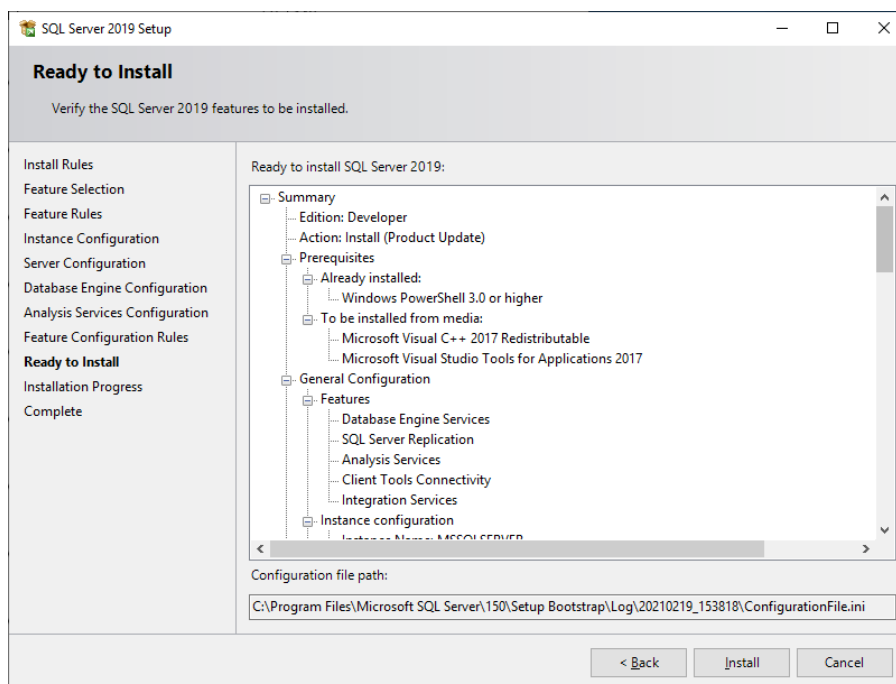 SQL Server 2019 Setup
Ready to Install
Verify the SQL Server 2019 features to be installed.
Install Rules
Feature Selection
Feature Rules
Instance Configuration
Server Configuration
Database Engine Configuration
Analysis Services Configuration
Feature Configuration Rules
Ready to Install
Installation Progress
Complete
Ready to install SQL Server 2019:
Summary
Edition: Developer
Action: Install (Product Update)
Prerequisites
Already installed:
Windows PowerShell 3.0 or higher
To be installed from media:
Microsoft Visual C++ 2017 Redistributable
Microsoft Visual Studio Tools for Applications 2017
General Configuration
Features
Database Engine Services
SQL Server Replication
Analysis Services
Client Tools Connectivity
Integration Services
Instance configuration
Instance Name: MSSQLSERVER
Configuration file path:
C:\Program Files\Microsoft SQL Server\150\Setup Bootstrap\Log\20210219_153818\ConfigurationFile.ini
< Back
Install
Cancel